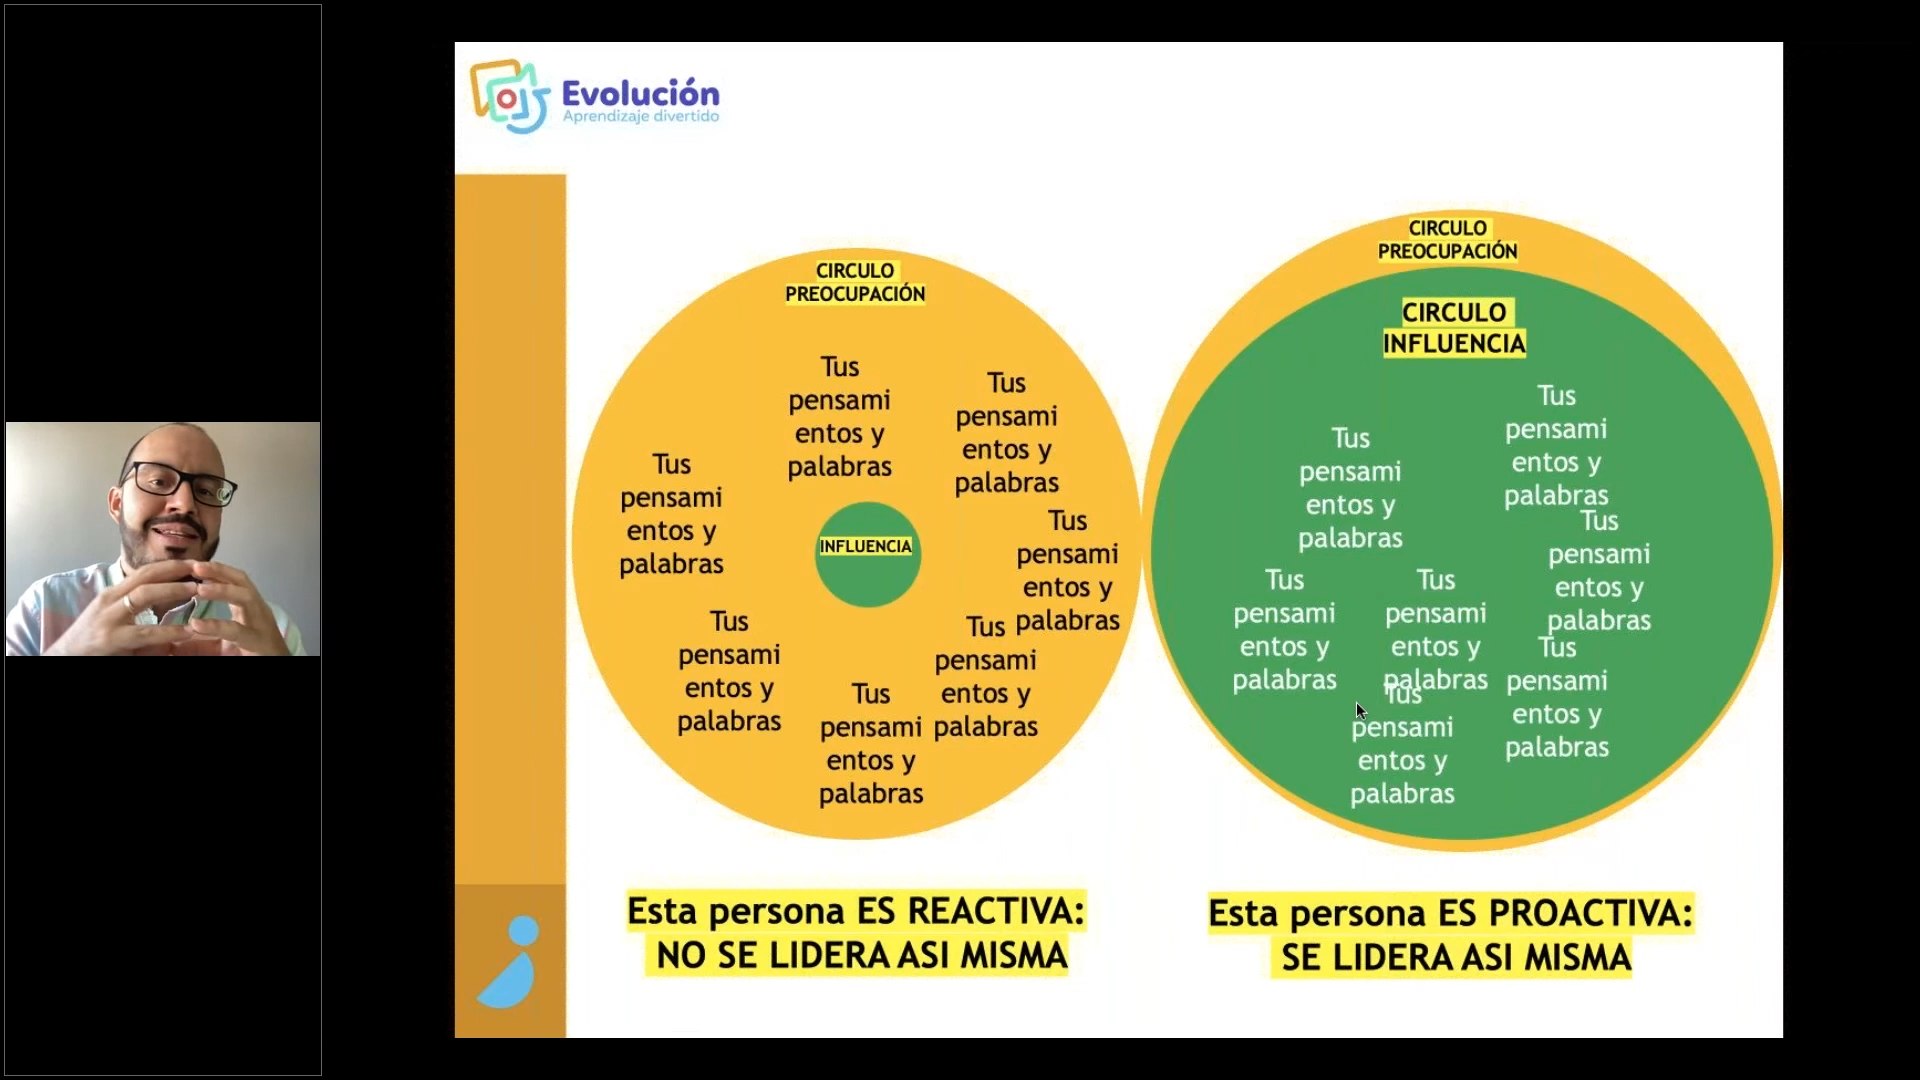 Evolución
Aprendizaje divertido
CIRCULO
PREOCUPACIÓN
Tus
pensami
entos y
palabras
Tus
pensami
entos y
palabras
Tus
pensami
entos y
palabras
Tus
pensami
entos y
palabras
INFLUENCIA
Tus
pensami
entos y
palabras
Tus
pensami
entos y
palabras
Tus
pensami
entos y
palabras
Esta persona ES REACTIVA:
NO SE LIDERA ASI MISMA
CIRCULO
PREOCUPACIÓN
CIRCULO
INFLUENCIA
Tus
pensami
entos y
palabras
Tus
pensami
entos y
palabras
Tus
pensami
entos y
palabras
Tus
pensami
entos y
palabras
Tus
pensami
entos y
palabras
Tus
pensami
entos y
palabras
Tus
pensami
entos y
palabras
Esta persona ES PROACTIVA:
SE LIDERA ASI MISMA